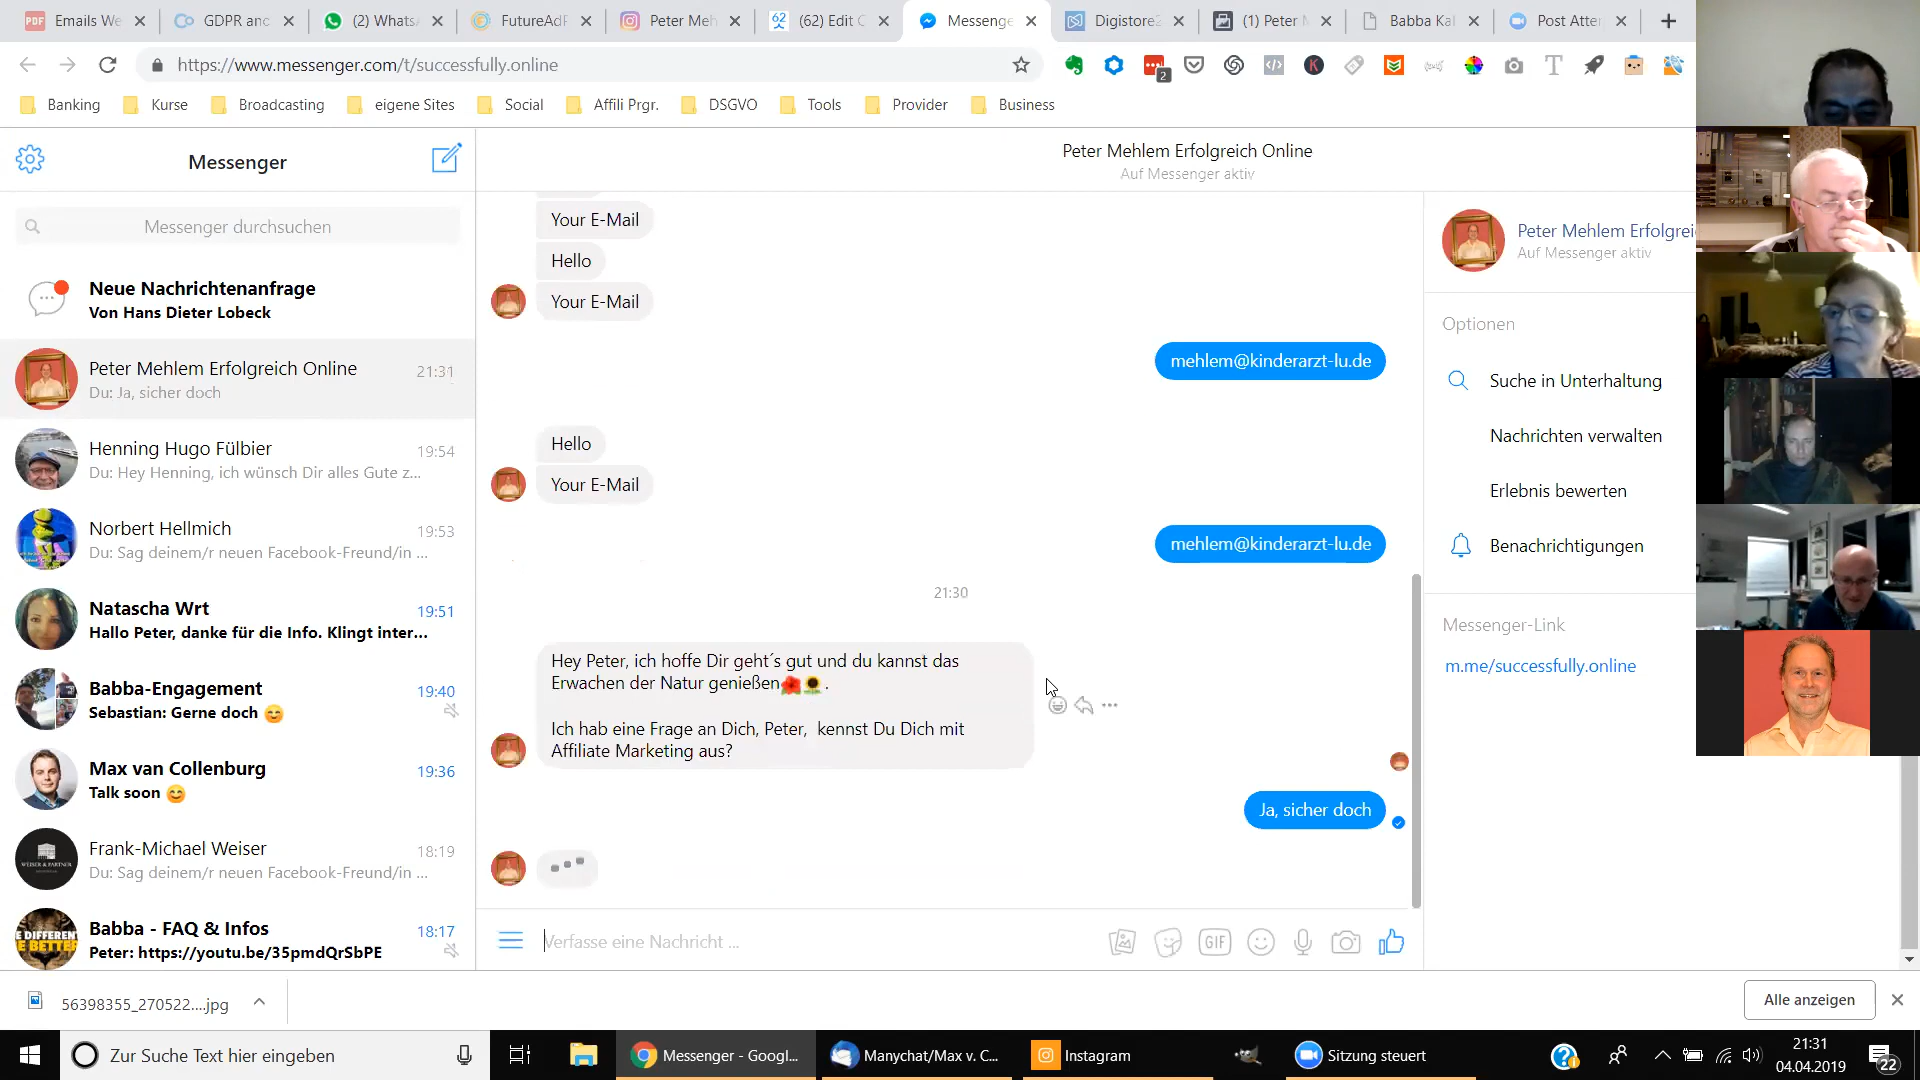 Emails We
GDPR and
(2) Whats
FutureAdP
Peter Meh
(62) Edit C
Messenge
Digistore2
(1) Peter M
Babba Kal
Post Atte
https://www.messenger.com/t/successfully.online
2
Banking
Kurse
Broadcasting
eigene Sites
Social
Affili Prgr.
DSGVO
Tools
Provider
Business
Messenger
Messenger durchsuchen
Neue Nachrichtenanfrage
Von Hans Dieter Lobeck
Peter Mehlem Erfolgreich Online 21:31
Du: Ja, sicher doch
Henning Hugo Fülbier 19:54
Du: Hey Henning, ich wünsch Dir alles Gute z...
Norbert Hellmich 19:53
Du: Sag deinem/r neuen Facebook-Freund/in ...
Natascha Wrt 19:51
Hallo Peter, danke für die Info. Klingt inter...
Babba-Engagement 19:40
Sebastian: Gerne doch 😊
Max van Collenburg 19:36
Talk soon 😊
Frank-Michael Weiser 18:19
Du: Sag deinem/r neuen Facebook-Freund/in ...
Babba - FAQ & Infos 18:17
Peter: https://youtu.be/35pmdQrSbPE
Peter Mehlem Erfolgreich Online
Auf Messenger aktiv
Your E-Mail
Hello
Your E-Mail
mehlem@kinderarzt-lu.de
Hello
Your E-Mail
mehlem@kinderarzt-lu.de
21:30
Hey Peter, ich hoffe Dir geht´s gut und du kannst das
Erwachen der Natur genießen🌺🌻.
Ich hab eine Frage an Dich, Peter, kennst Du Dich mit
Affiliate Marketing aus?
Ja, sicher doch
Verfasse eine Nachricht ...
GIF
Peter Mehlem Erfolgrei
Auf Messenger aktiv
Optionen
Suche in Unterhaltung
Nachrichten verwalten
Erlebnis bewerten
Benachrichtigungen
Messenger-Link
m.me/successfully.online
56398355_270522....jpg
Alle anzeigen
Zur Suche Text hier eingeben
Messenger - Googl...
Manychat/Max v. C...
Instagram
Sitzung steuert
21:31
04.04.2019
22